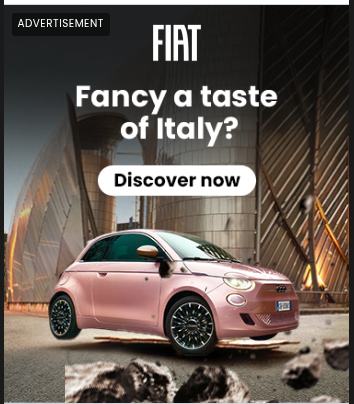 ADVERTISEMENT
FIAT
Fancy a taste
of Italy?
Discover now